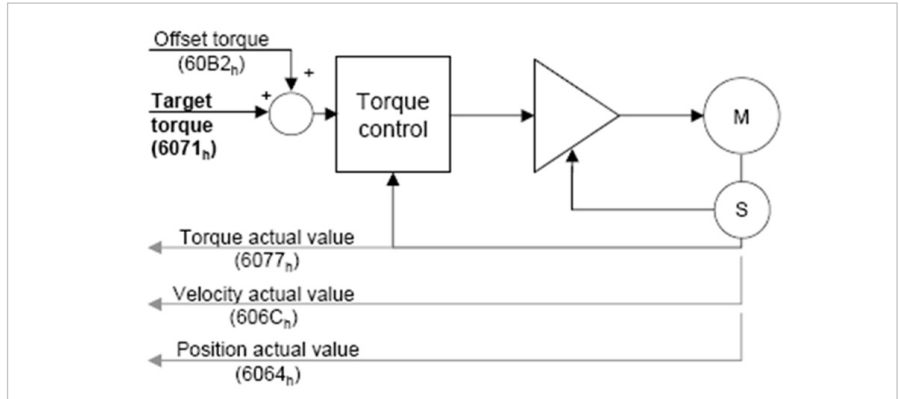 Offset torque
(60B2h)
+
+
Target
torque
(6071h)
Torque
control
M
S
Torque actual value
(6077h)
Velocity actual value
(606Ch)
Position actual value
(6064h)